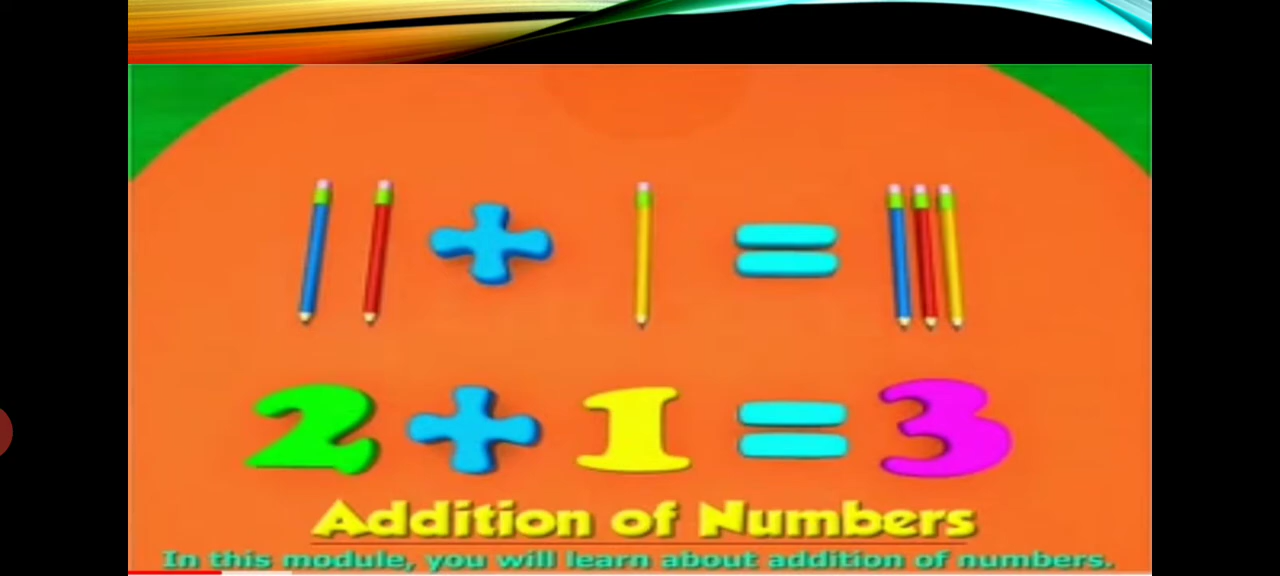 2 + 1 = 3
Addition of Numbers
In this module, you will learn about addition of numbers.